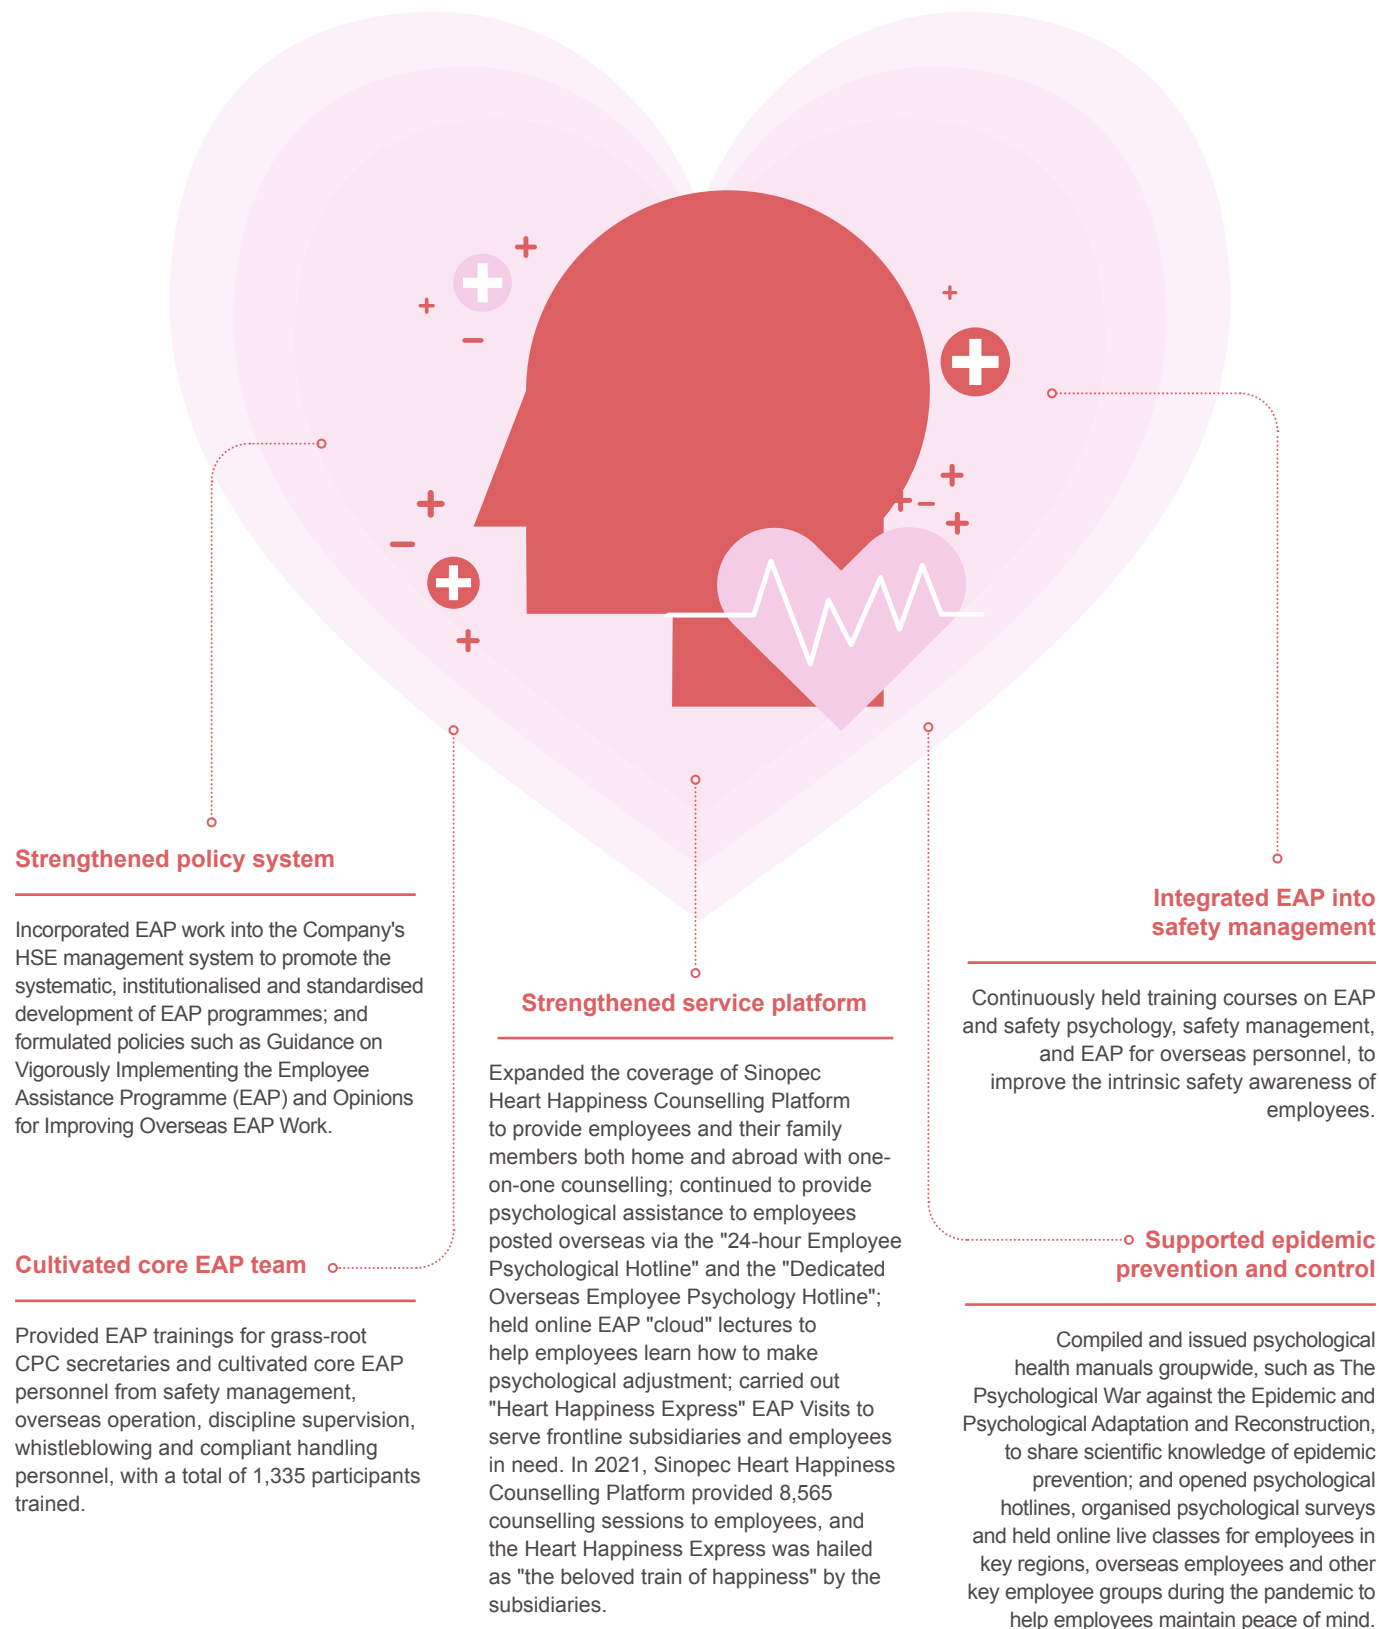 Strengthened policy system
Incorporated EAP work into the Company's
HSE management system to promote the
systematic, institutionalised and standardised
development of EAP programmes; and
formulated policies such as Guidance on
Vigorously Implementing the Employee
Assistance Programme (EAP) and Opinions
for Improving Overseas EAP Work.
Cultivated core EAP team
Provided EAP trainings for grass-root
CPC secretaries and cultivated core EAP
personnel from safety management,
overseas operation, discipline supervision,
whistleblowing and compliant handling
personnel, with a total of 1,335 participants
trained.
Strengthened service platform
Expanded the coverage of Sinopec
Heart Happiness Counselling Platform
to provide employees and their family
members both home and abroad with one-
on-one counselling; continued to provide
psychological assistance to employees
posted overseas via the "24-hour Employee
Psychological Hotline" and the "Dedicated
Overseas Employee Psychology Hotline";
held online EAP "cloud" lectures to
help employees learn how to make
psychological adjustment; carried out
"Heart Happiness Express" EAP Visits to
serve frontline subsidiaries and employees
in need. In 2021, Sinopec Heart Happiness
Counselling Platform provided 8,565
counselling sessions to employees, and
the Heart Happiness Express was hailed
as "the beloved train of happiness" by the
subsidiaries.
Integrated EAP into
safety management
Continuously held training courses on EAP
and safety psychology, safety management,
and EAP for overseas personnel, to
improve the intrinsic safety awareness of
employees.
Supported epidemic
prevention and control
Compiled and issued psychological
health manuals groupwide, such as The
Psychological War against the Epidemic and
Psychological Adaptation and Reconstruction,
to share scientific knowledge of epidemic
prevention; and opened psychological
hotlines, organised psychological surveys
and held online live classes for employees in
key regions, overseas employees and other
key employee groups during the pandemic to
help employees maintain peace of mind.